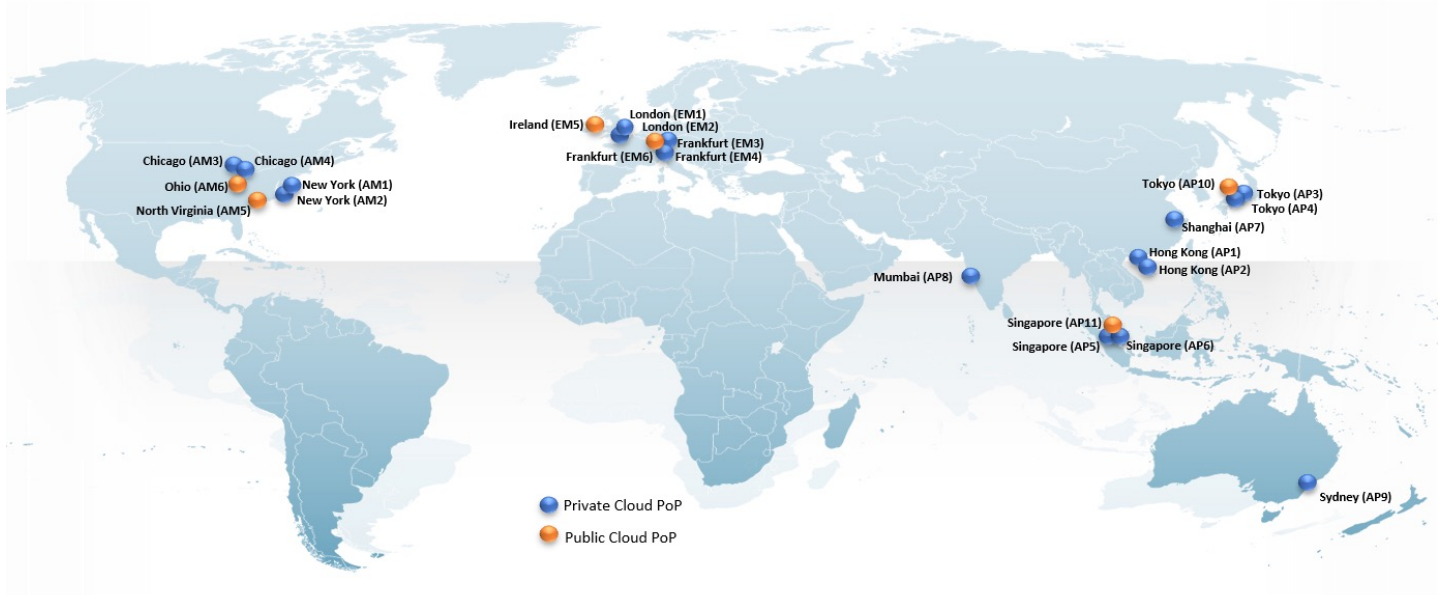 London (EM1)
Ireland (EM5)
London (EM2)
Frankfurt (EM3)
Frankfurt (EM6)
Frankfurt (EM4)
Chicago (AM3)
Chicago (AM4)
Ohio (AM6)
New York (AM1)
New York (AM2)
North Virginia (AM5)
Tokyo (AP10)
Tokyo (AP3)
Tokyo (AP4)
Shanghai (AP7)
Hong Kong (AP1)
Hong Kong (AP2)
Mumbai (AP8)
Singapore (AP11)
Singapore (AP5)
Singapore (AP6)
Sydney (AP9)
Private Cloud PoP
Public Cloud PoP